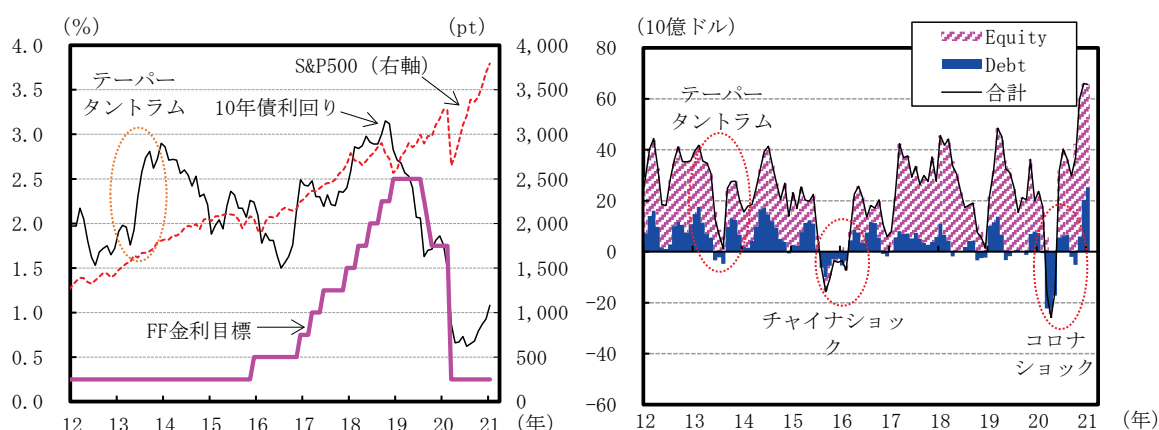 (%)
(pt)
4.0
3.5
3.0
2.5
2.0
1.5
1.0
0.5
0.0
4,000
3,500
3,000
2,500
2,000
1,500
1,000
500
0
テーパー
タントラム
S&P500（右軸）
10年債利回り
FF金利目標
12 13 14 15 16 17 18 19 20 21 (年)
(10億ドル)
Equity
Debt
合計
80
60
40
20
0
-20
-40
-60
テーパー
タントラム
チャイナショッ
ク
コロナ
ショック
12 13 14 15 16 17 18 19 20 21 (年)